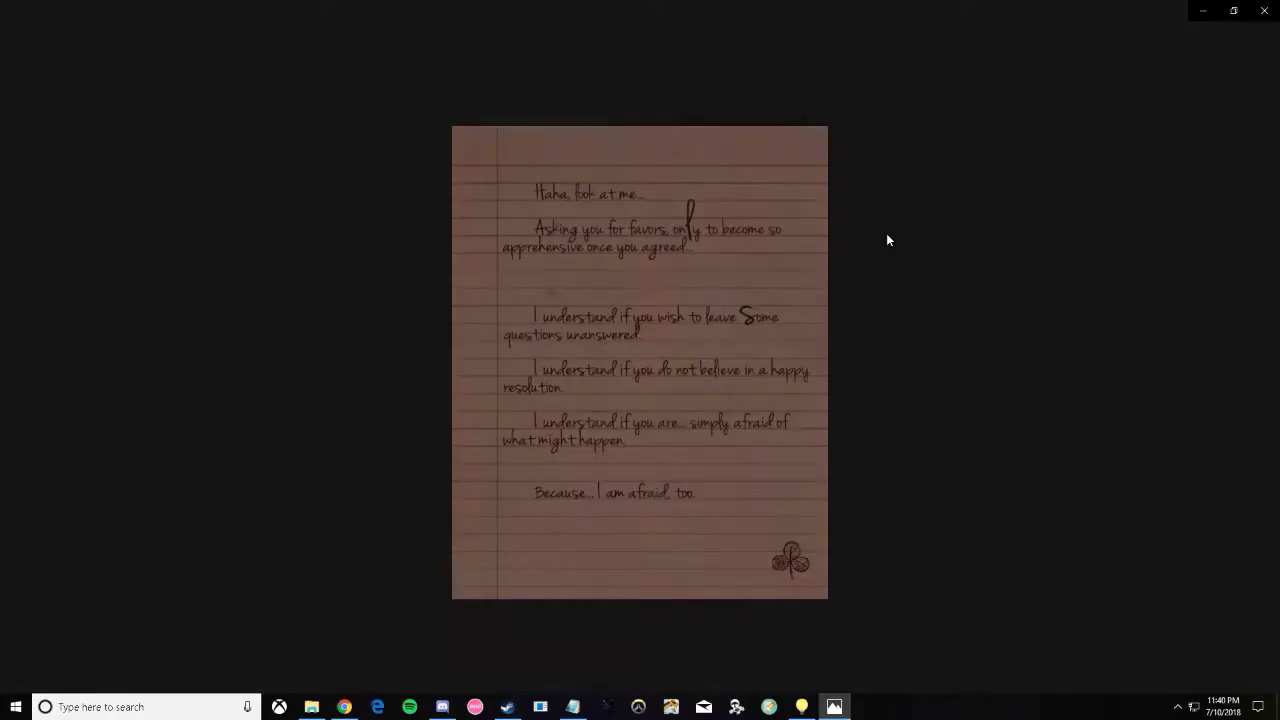 Haha, look at me...
Asking you for favors, only to become so
apprehensive once you agreed...
I understand if you wish to leave Some
questions unanswered.
I understand if you do not believe in a happy
resolution.
I understand if you are... simply afraid of
what might happen.
Because... I am afraid, too.
Type here to search
11:40 PM
7/10/2018